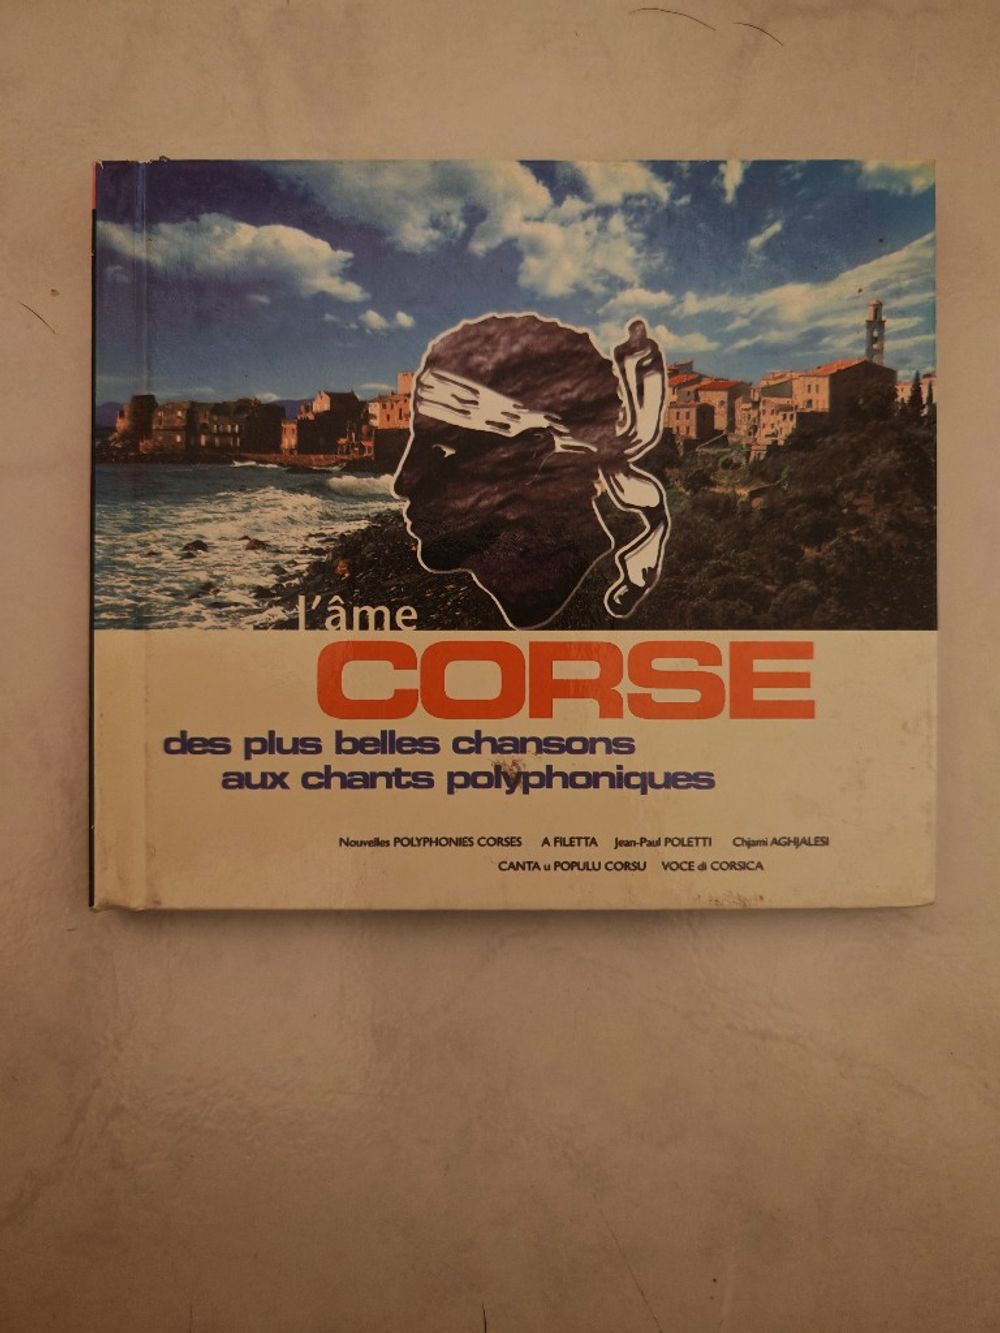 l'âme
CORSE
des plus belles chansons
aux chants polyphoniques
Nouvelles POLYPHONIES CORSES A FILETTA Jean-Paul POLETTI Chjami AGHJALESI
CANTA u POPULU CORSU VOCE di CORSICA